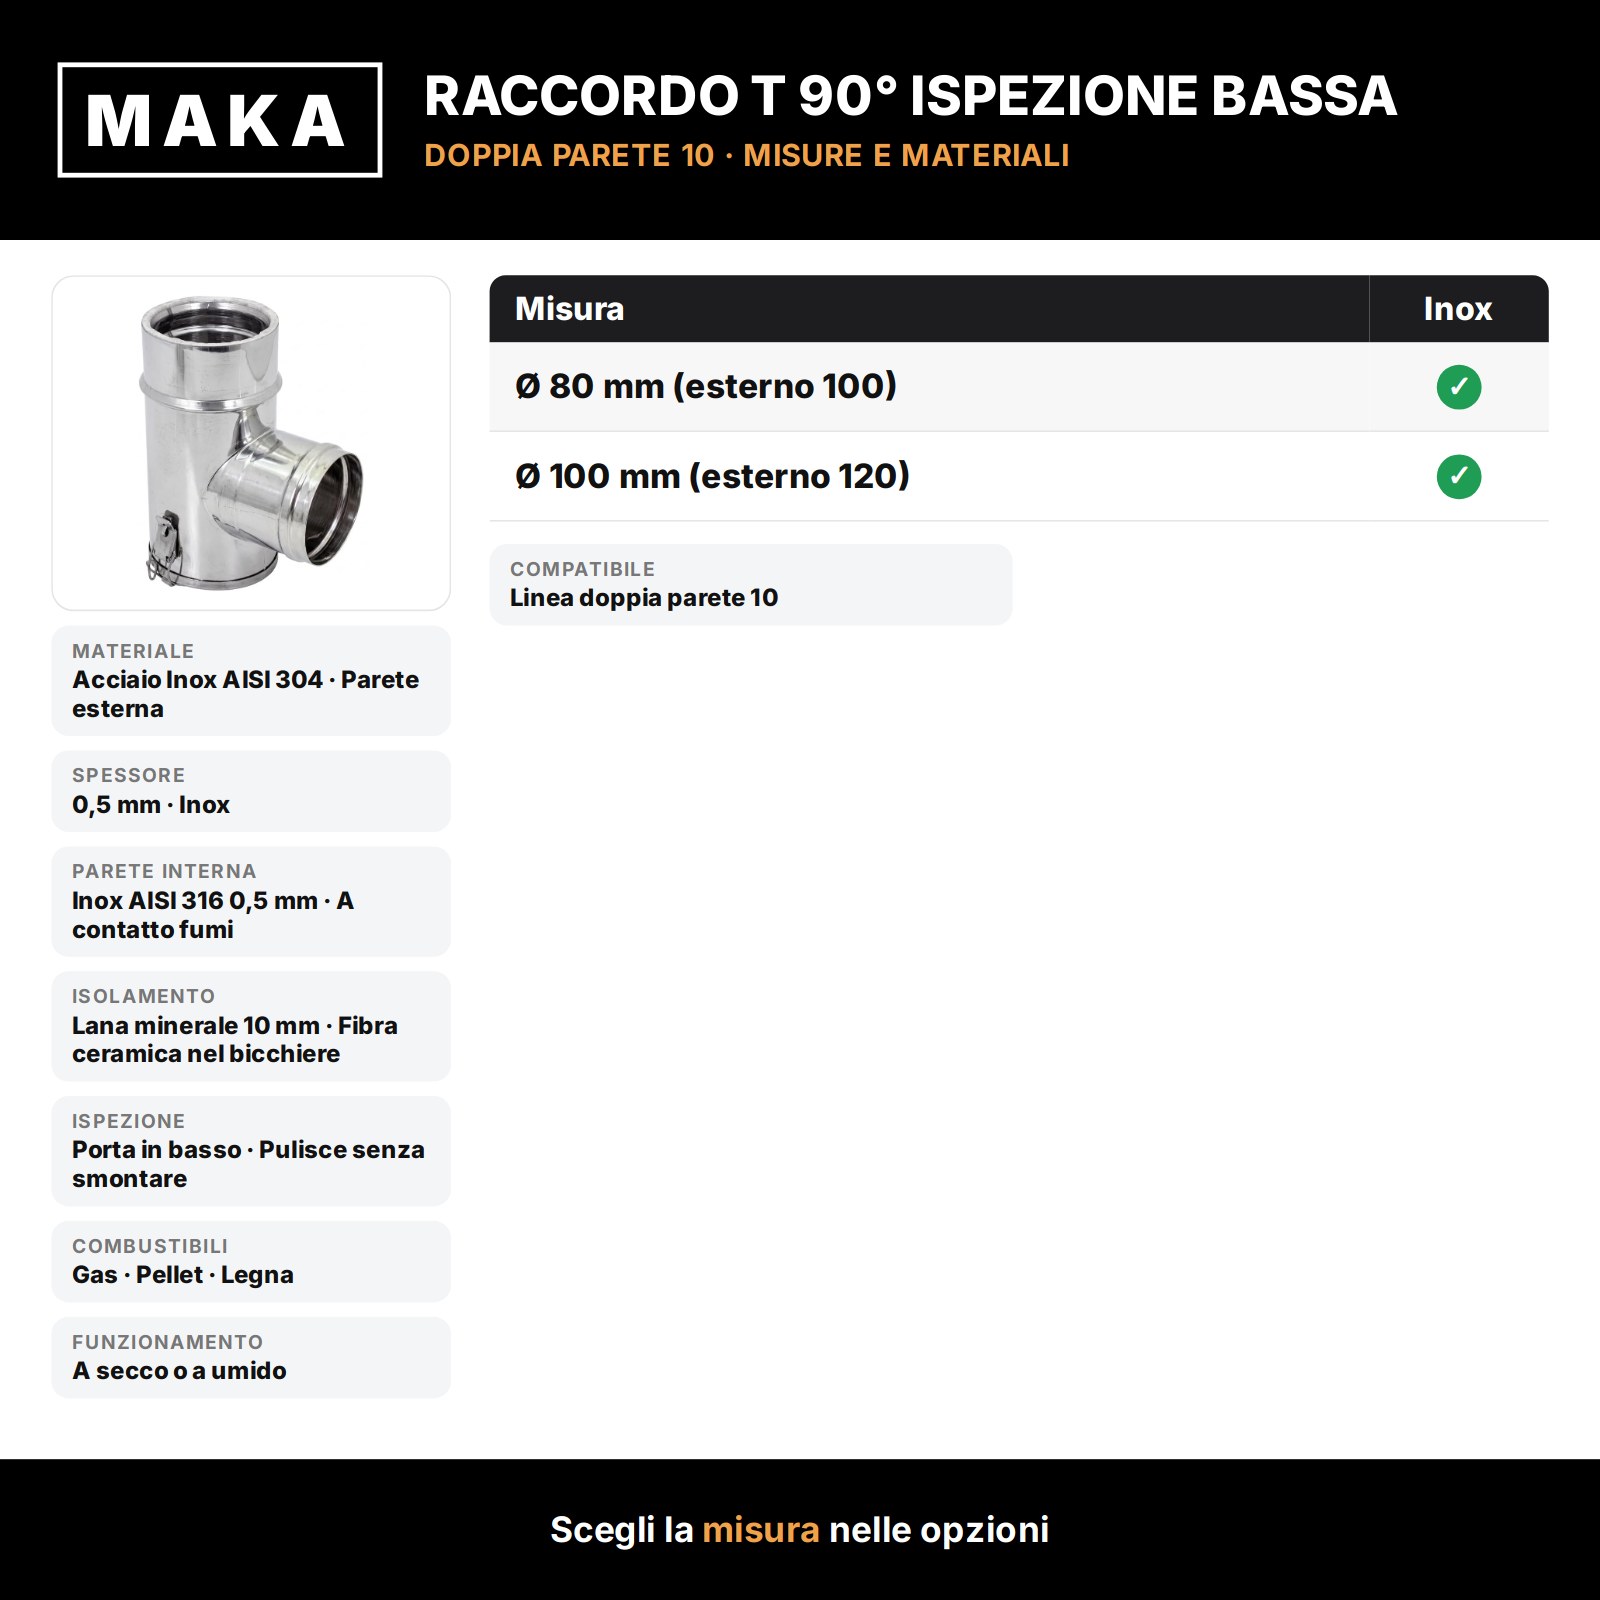 MAKA
RACCORDO T 90° ISPEZIONE BASSA
DOPPIA PARETE 10 · MISURE E MATERIALI
Misura Inox
Ø 80 mm (esterno 100) ✓
Ø 100 mm (esterno 120) ✓
COMPATIBILE
Linea doppia parete 10
MATERIALE
Acciaio Inox AISI 304 · Parete
esterna
SPESSORE
0,5 mm · Inox
PARETE INTERNA
Inox AISI 316 0,5 mm · A
contatto fumi
ISOLAMENTO
Lana minerale 10 mm · Fibra
ceramica nel bicchiere
ISPEZIONE
Porta in basso · Pulisce senza
smontare
COMBUSTIBILI
Gas · Pellet · Legna
FUNZIONAMENTO
A secco o a umido
Scegli la misura nelle opzioni